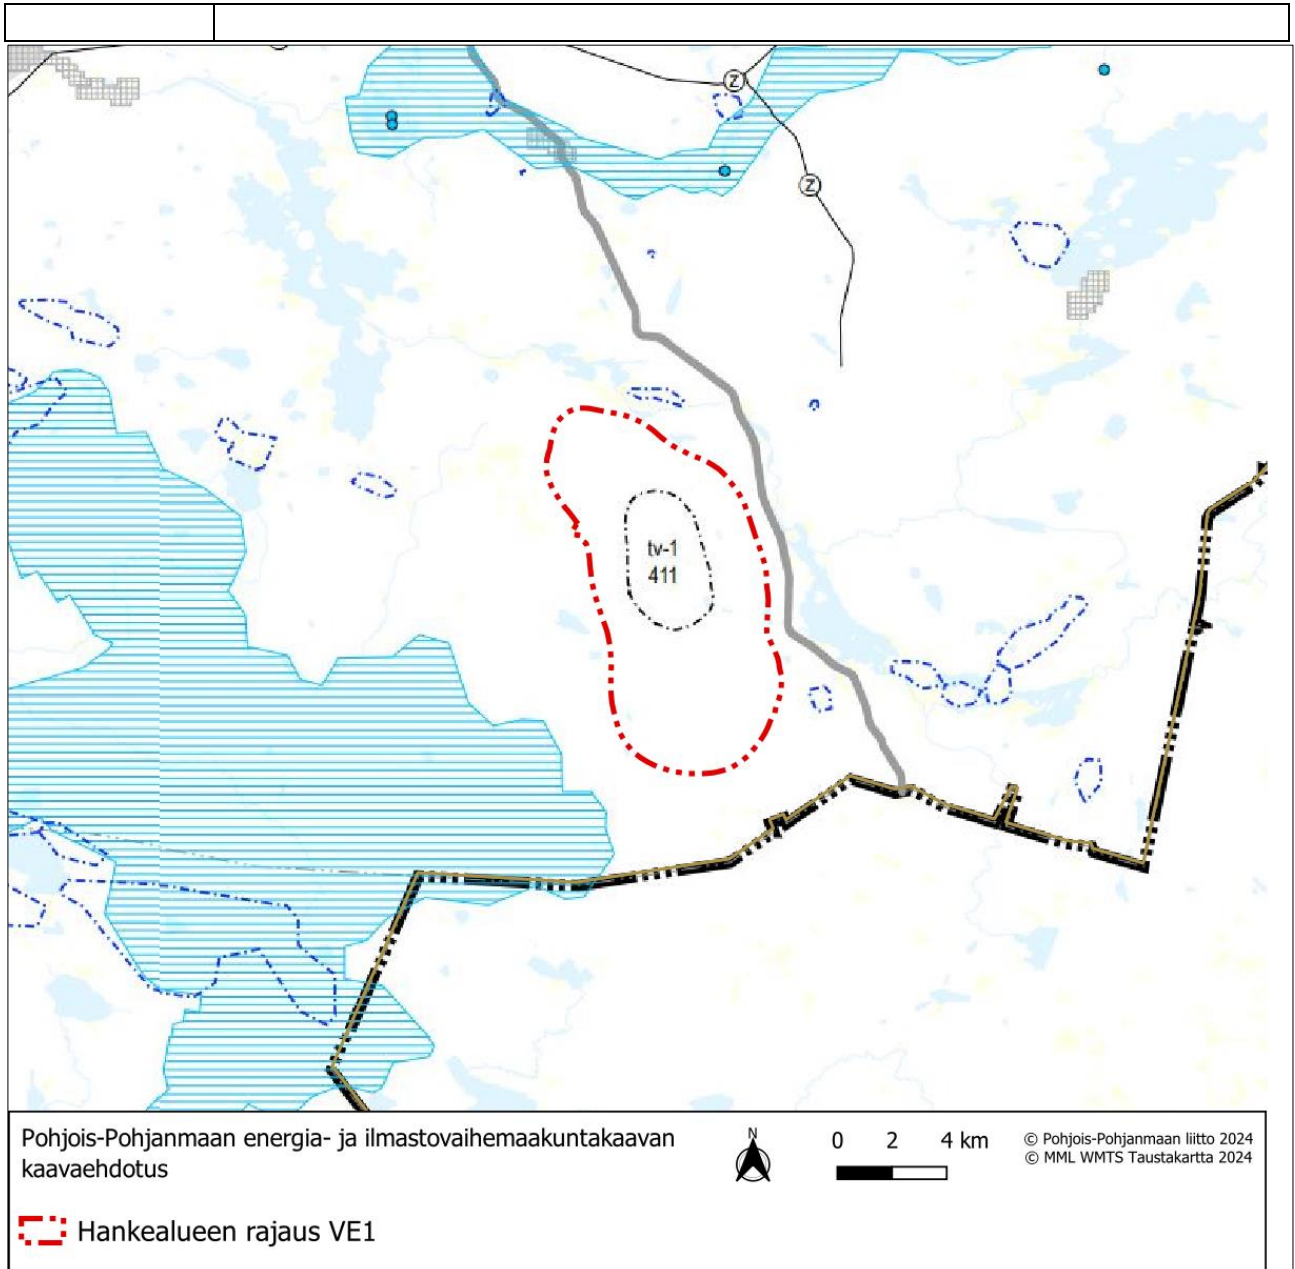 Z
Z
tv-1
411
Pohjois-Pohjanmaan energia- ja ilmastovaihemaakuntakaavan
kaavaehdotus
N
0 2 4 km
© Pohjois-Pohjanmaan liitto 2024
© MML WMTS Taustakartta 2024
Hankealueen rajaus VE1